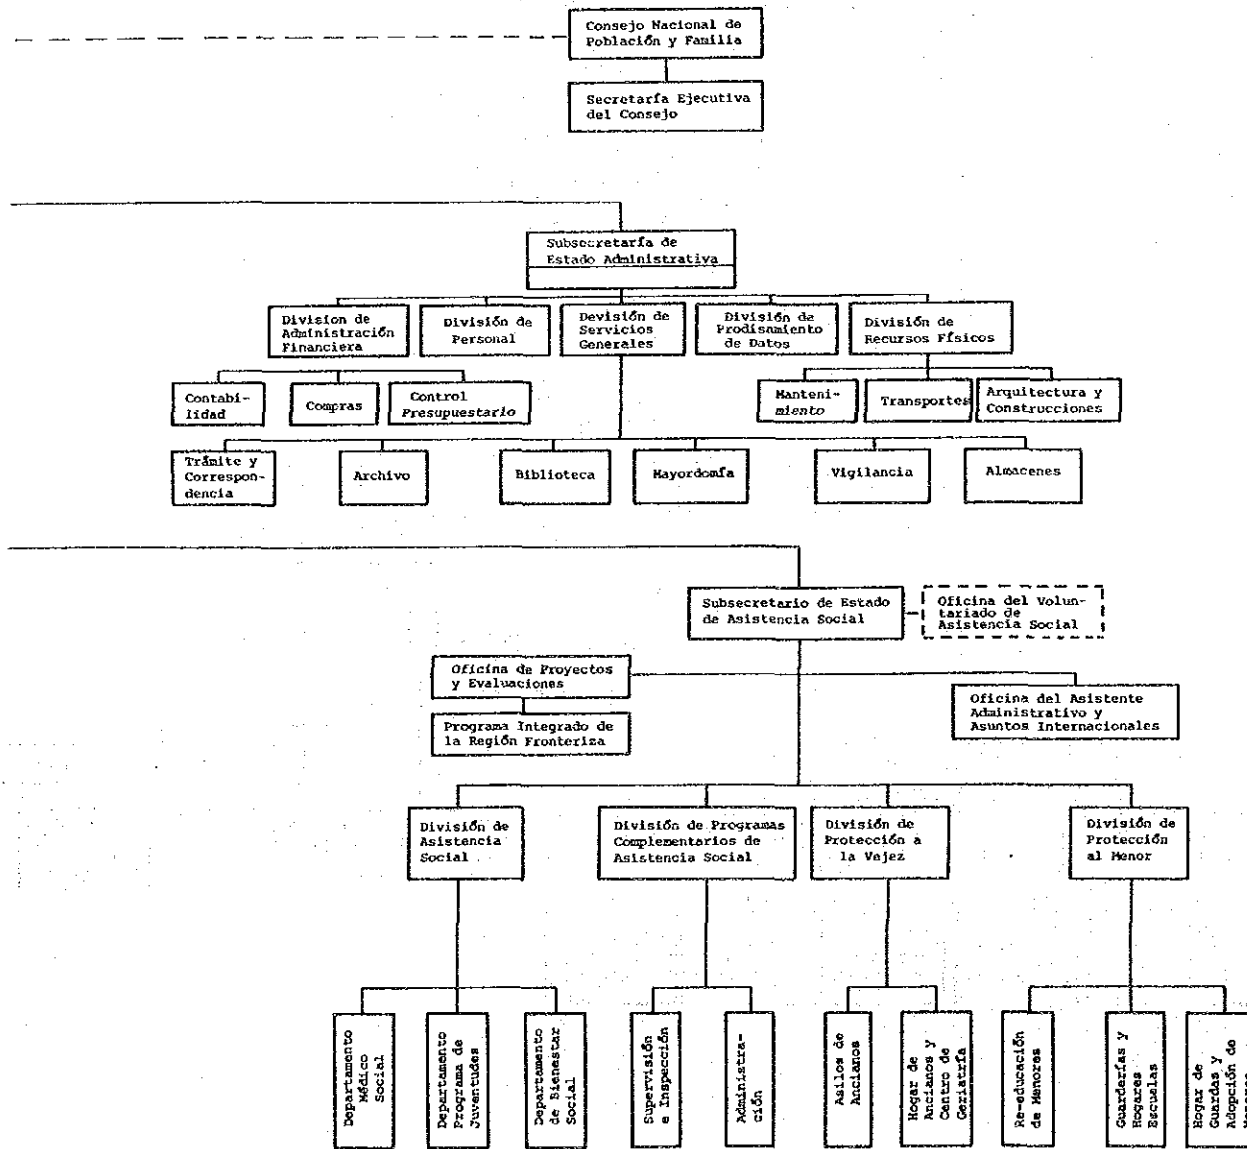 Consejo Nacional de
Población y Familia
Secretaría Ejecutiva
del Consejo
Subsecretaría de
Estado Administrativa
Division de
Administración
Financiera
División de
Personal
Devisión de
Servicios
Generales
División de
Prodisamiento
de Datos
División de
Recursos Físicos
Contabi-
lidad
Compras
Control
Presupuestario
Manteni-
miento
Transportes
Arquitectura y
Construcciones
Trámite y
Correspon-
dencia
Archivo
Biblioteca
Mayordomía
Vigilancia
Almacenes
Subsecretario de Estado
de Asistencia Social
Oficina del Volun-
tariado de
Asistencia Social
Oficina de Proyectos
y Evaluaciones
Programa Integrado de
la Región Fronteriza
Oficina del Asistente
Administrativo y
Asuntos Internacionales
División de
Asistencia
Social
División de Programas
Complementarios de
Asistencia Social
División de
Protección a
la Vejez
División de
Protección
al Menor
Departamento
Médico
Social
Departamento
Programa de
Juventudes
Departamento
de Bienestar
Social
Supervisión
e Inspección
Administra-
ción
Asilos de
Ancianos
Hogar de
Ancianos y
Centro de
Geriatría
Re-educación
de Menores
Guarderías y
Hogares
Escuelas
Hogar de
Guardas y
Adopción de